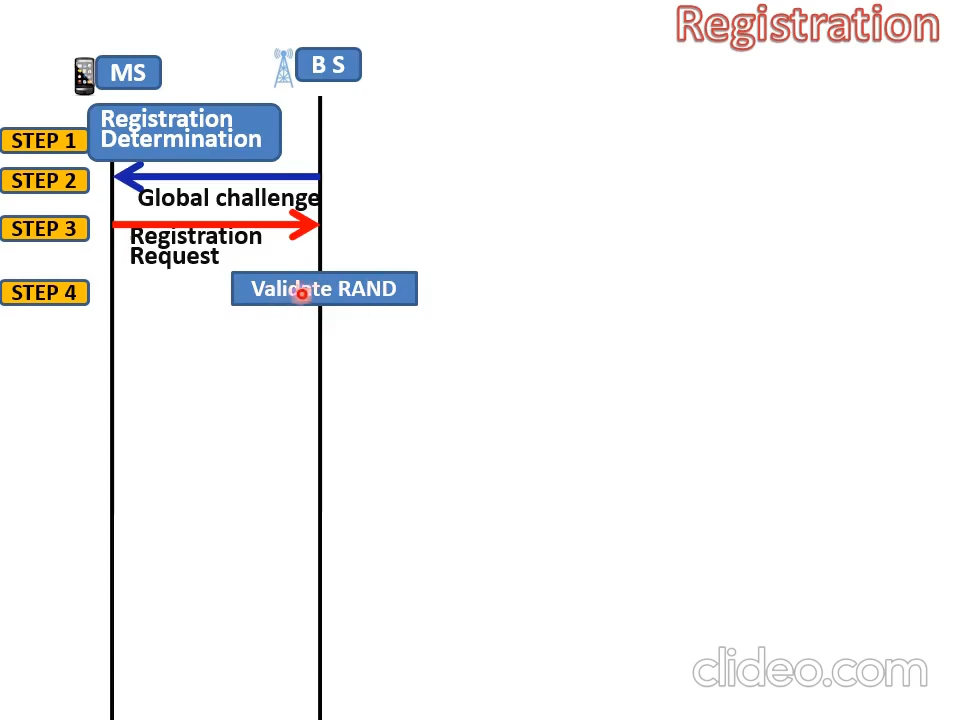 Registration
MS
B S
Registration
Determination
STEP 1
STEP 2
Global challenge
STEP 3
Registration
Request
STEP 4
Validate RAND
clideo.com